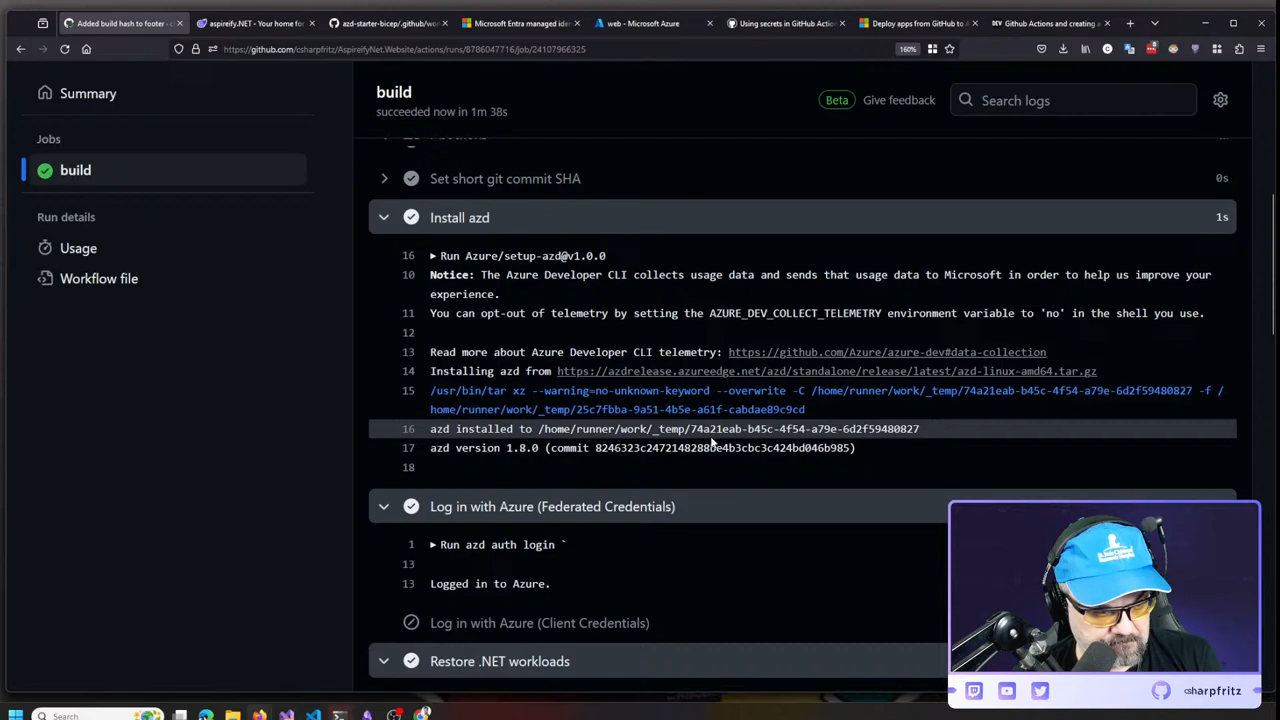 Added build hash to footer
aspireify.NET - Your home f
azd-starter-bicep/.github/wor
Microsoft Entra managed ide
web - Microsoft Azure
Using secrets in GitHub Actio
Deploy apps from GitHub to A
DEV Github Actions and creating a
https://github.com/csharpfritz/AspireifyNet.Website/actions/runs/8786047716/job/24107966325
160%
Summary
Jobs
build
Run details
Usage
Workflow file
build
succeeded now in 1m 38s
Beta Give feedback
Search logs
Set short git commit SHA 0s
Install azd 1s
16 Run Azure/setup-azd@v1.0.0
10 Notice: The Azure Developer CLI collects usage data and sends that usage data to Microsoft in order to help us improve your
experience.
11 You can opt-out of telemetry by setting the AZURE_DEV_COLLECT_TELEMETRY environment variable to 'no' in the shell you use.
12
13 Read more about Azure Developer CLI telemetry: https://github.com/Azure/azure-dev#data-collection
14 Installing azd from https://azdrelease.azureedge.net/azd/standalone/release/latest/azd-linux-amd64.tar.gz
15 /usr/bin/tar xz --warning=no-unknown-keyword --overwrite -C /home/runner/work/_temp/74a21eab-b45c-4f54-a79e-6d2f59480827 -f /
home/runner/work/_temp/25c7fbba-9a51-4b5e-a61f-cabdae89c9cd
16 azd installed to /home/runner/work/_temp/74a21eab-b45c-4f54-a79e-6d2f59480827
17 azd version 1.8.0 (commit 8246323c2472148288be4b3cbc3c424bd046b985)
18
Log in with Azure (Federated Credentials)
1 Run azd auth login `
13
13 Logged in to Azure.
Log in with Azure (Client Credentials)
Restore .NET workloads
csharpfritz
Search